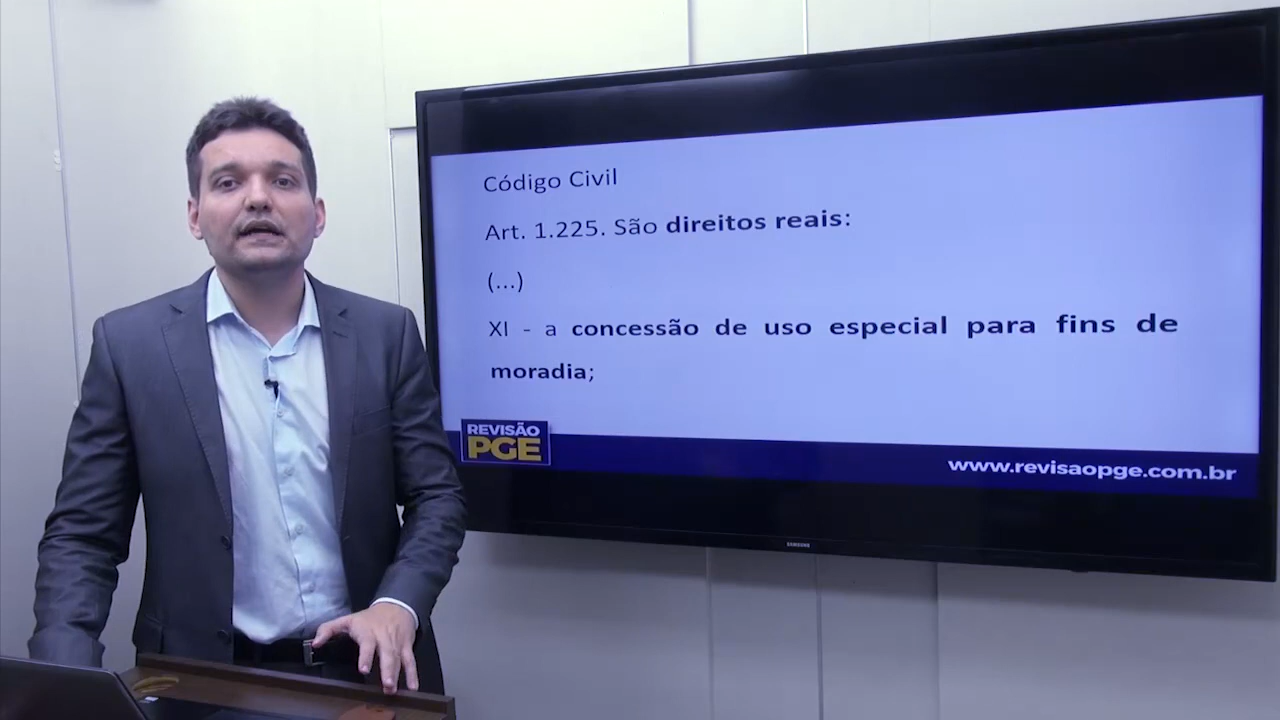 Código Civil
Art. 1.225. São direitos reais:
(...)
XI - a concessão de uso especial para fins de
moradia;
REVISÃO
PGE
www.revisaopge.com.br
SAMSUNG